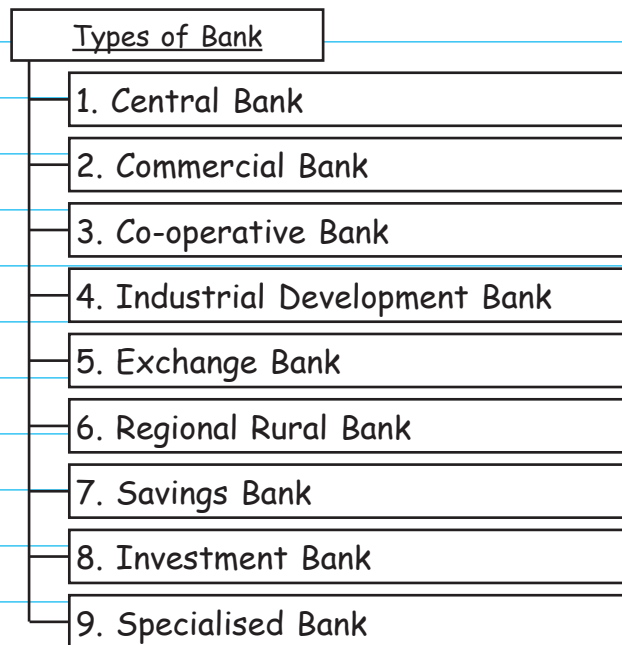 Types of Bank
1. Central Bank
2. Commercial Bank
3. Co-operative Bank
4. Industrial Development Bank
5. Exchange Bank
6. Regional Rural Bank
7. Savings Bank
8. Investment Bank
9. Specialised Bank